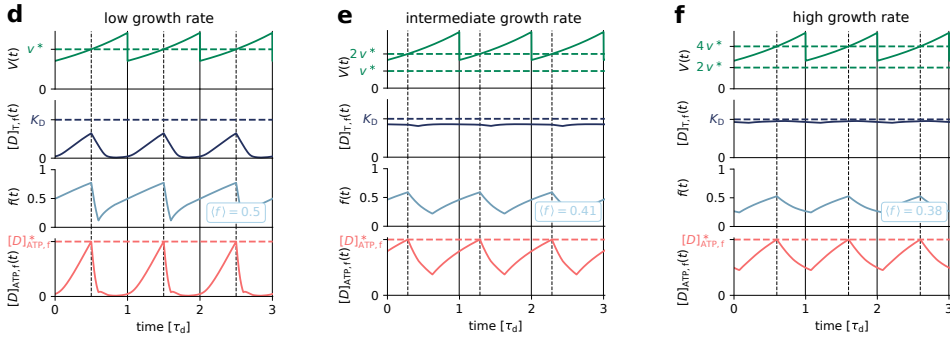 d low growth rate
V(t)
v*
0
[D]T,f(t)
KD
0
f(t)
1
0
⟨f⟩ = 0.5
[D]ATP,f(t)
[D]*ATP,f
0
0 1 2 3
time [τd]
e intermediate growth rate
V(t)
2v*
v*
0
[D]T,f(t)
KD
0
f(t)
1
0.5
0
⟨f⟩ = 0.41
[D]ATP,f(t)
[D]*ATP,f
0
0 1 2 3
time [τd]
f high growth rate
V(t)
4v*
2v*
0
[D]T,f(t)
KD
0
f(t)
1
0.5
0
⟨f⟩ = 0.38
[D]ATP,f(t)
[D]*ATP,f
0
0 1 2 3
time [τd]